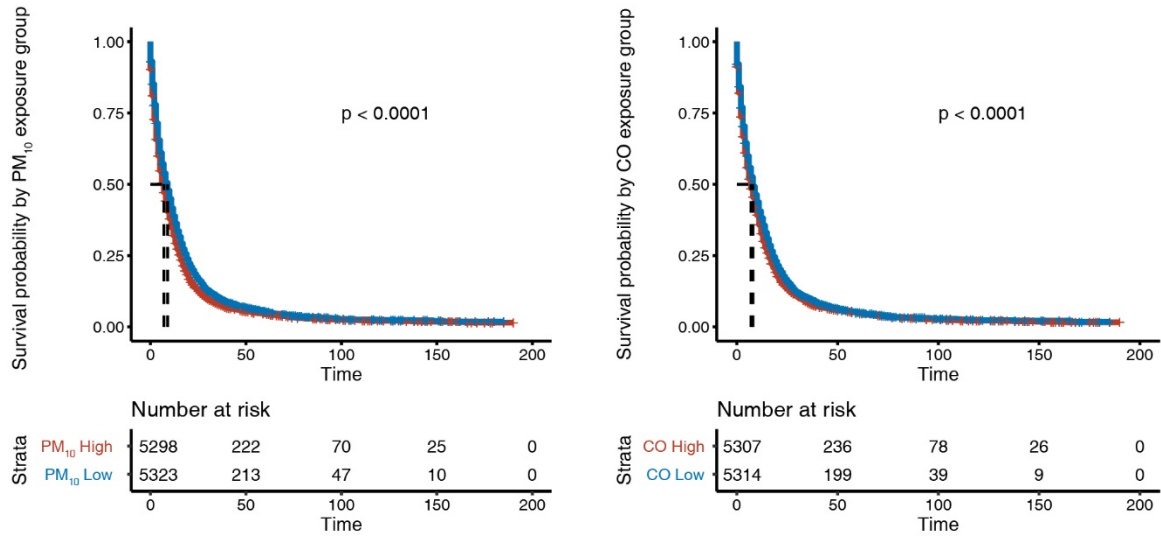 Survival probability by PM₁₀ exposure group
1.00
0.75
0.50
0.25
0.00
p < 0.0001
0 50 100 150 200
Time
Number at risk
Strata
PM₁₀ High 5298 222 70 25 0
PM₁₀ Low 5323 213 47 10 0
0 50 100 150 200
Time
Survival probability by CO exposure group
1.00
0.75
0.50
0.25
0.00
p < 0.0001
0 50 100 150 200
Time
Number at risk
Strata
CO High 5307 236 78 26 0
CO Low 5314 199 39 9 0
0 50 100 150 200
Time